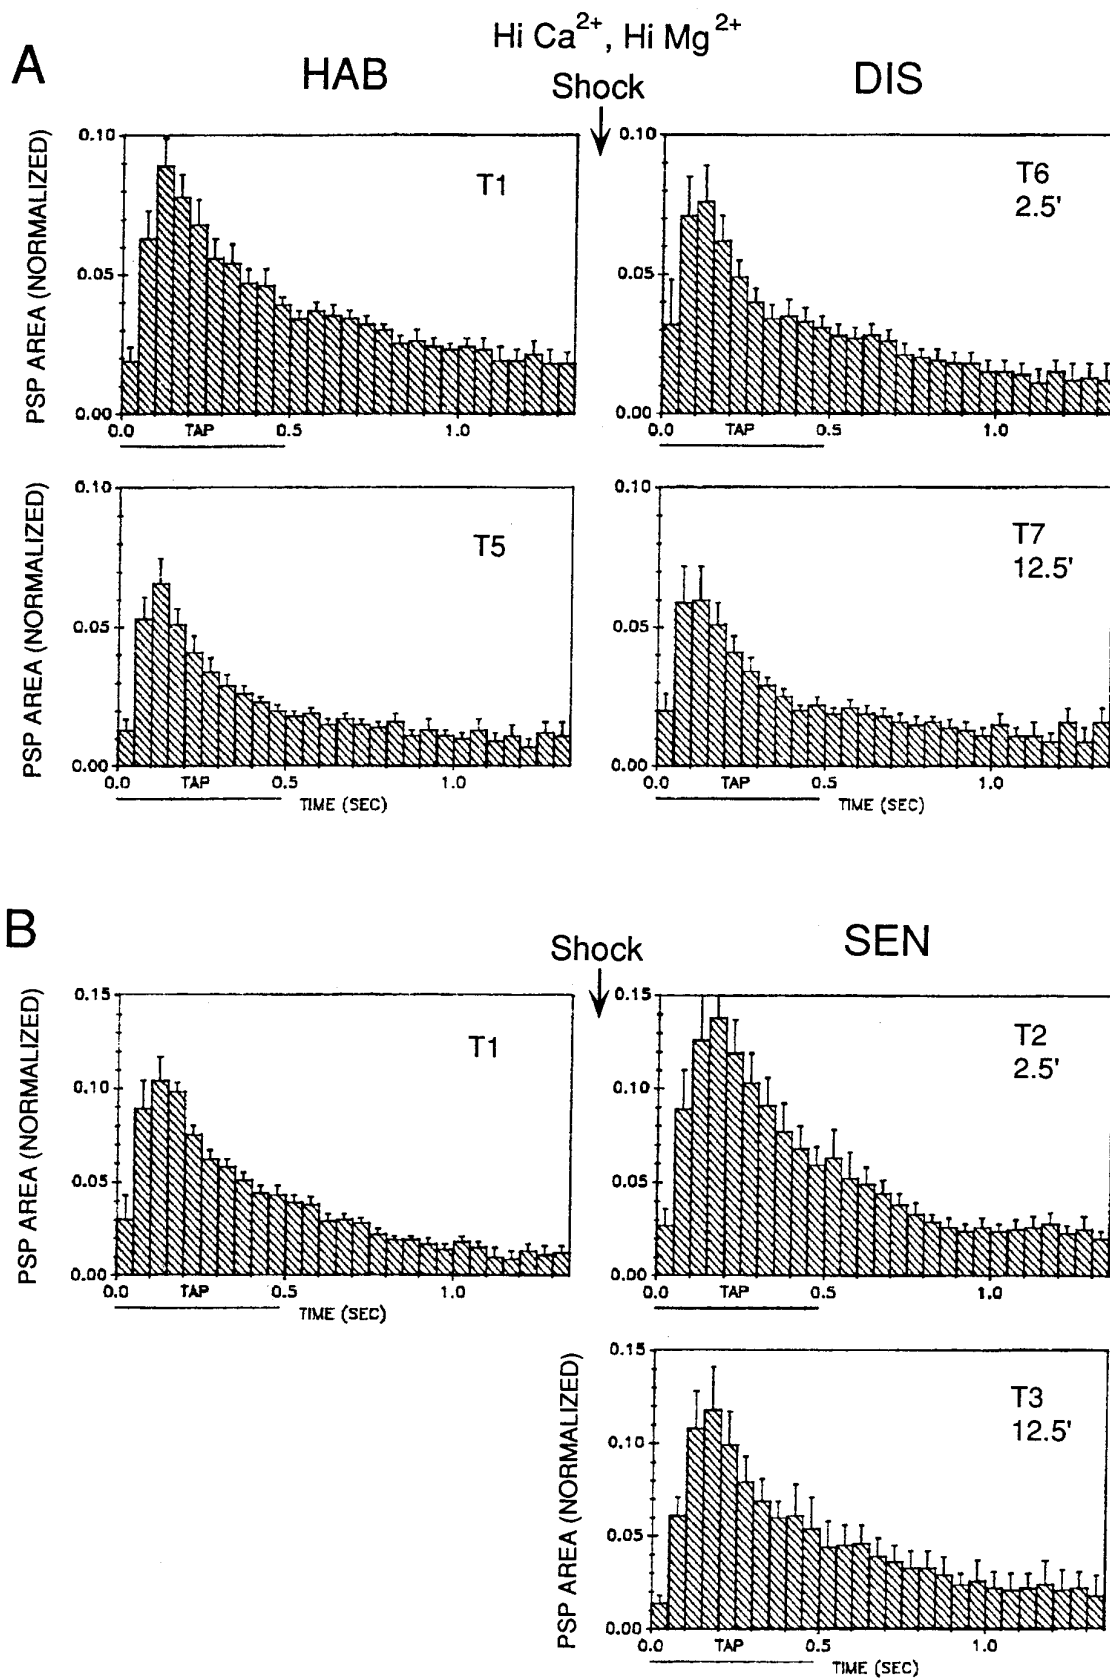 Hi Ca2+, Hi Mg2+
A
HAB
Shock
DIS
PSP AREA (NORMALIZED)
0.10
0.05
0.00
T1
0.0
TAP
0.5
1.0
0.10
0.05
0.00
T6
2.5'
0.0
TAP
0.5
1.0
PSP AREA (NORMALIZED)
0.10
0.05
0.00
T5
0.0
TAP
0.5
1.0
TIME (SEC)
0.10
0.05
0.00
T7
12.5'
0.0
TAP
0.5
1.0
TIME (SEC)
B
Shock
SEN
PSP AREA (NORMALIZED)
0.15
0.10
0.05
0.00
T1
0.0
TAP
0.5
1.0
TIME (SEC)
0.15
0.10
0.05
0.00
T2
2.5'
0.0
TAP
0.5
1.0
PSP AREA (NORMALIZED)
0.15
0.10
0.05
0.00
T3
12.5'
0.0
TAP
0.5
1.0
TIME (SEC)